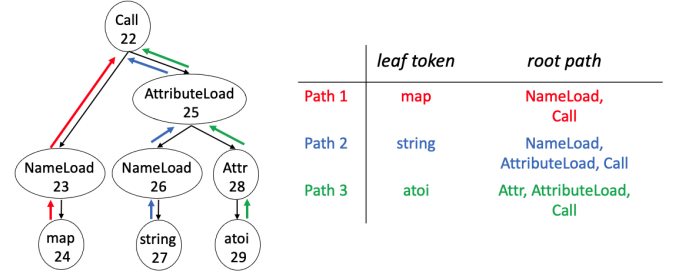 Call
22
AttributeLoad
25
NameLoad
23
NameLoad
26
Attr
28
map
24
string
27
atoi
29
leaf token root path
Path 1 map NameLoad,
Call
Path 2 string NameLoad,
AttributeLoad, Call
Path 3 atoi Attr, AttributeLoad,
Call